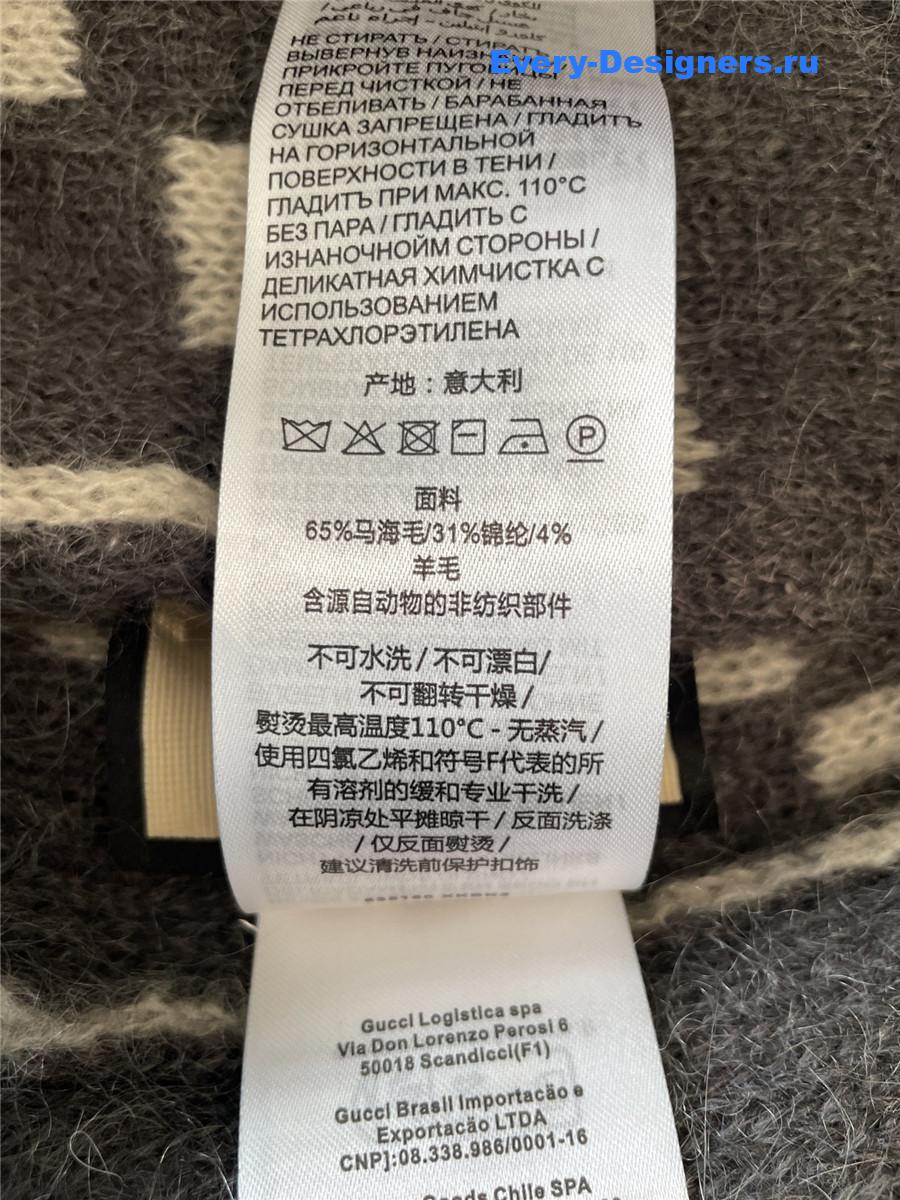 Every-Designers.ru
НЕ СТИРАТЬ / СТИРАТЬ
ВЫВЕРНУВ
ПРИКРОЙТЕ ПУГОВИЦЫ
ПЕРЕД ЧИСТКОЙ / НЕ
ОТБЕЛИВАТЬ / БАРАБАННАЯ
СУШКА ЗАПРЕЩЕНА / ГЛАДИТЪ
НА ГОРИЗОНТАЛЬНОЙ
ПОВЕРХНОСТИ В ТЕНИ /
ГЛАДИТЪ ПРИ МАКС. 110°C
БЕЗ ПАРА / ГЛАДИТЬ С
ИЗНАНОЧНОЙМ СТОРОНЫ /
ДЕЛИКАТНАЯ ХИМЧИСТКА С
ИСПОЛЬЗОВАНИЕМ
ТЕТРАХЛОРЭТИЛЕНА
产地：意大利
P
面料
65%马海毛/31%锦纶/4%
羊毛
含源自动物的非纺织部件
不可水洗 / 不可漂白/
不可翻转干燥 /
熨烫最高温度110°C - 无蒸汽 /
使用四氯乙烯和符号F代表的所
有溶剂的缓和专业干洗 /
在阴凉处平摊晾干 / 反面洗涤
/ 仅反面熨烫 /
建议清洗前保护扣饰
Gucci Logistica spa
Via Don Lorenzo Perosi 6
50018 Scandicci(F1)
Gucci Brasil Importacão e
Exportacão LTDA
CNP]:08.338.986/0001-16
Chile SPA